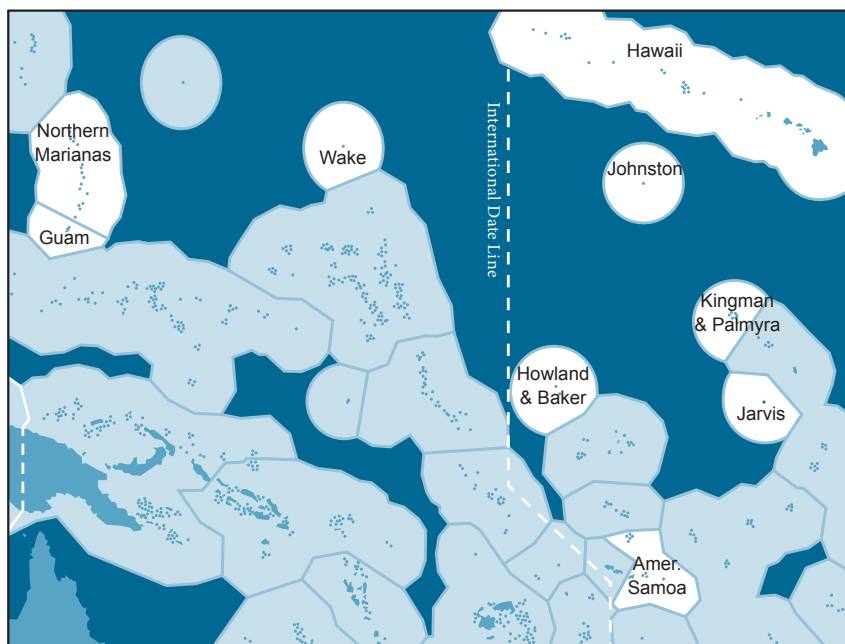 Hawaii
Northern
Marianas
Wake
Johnston
International Date Line
Guam
Kingman
& Palmyra
Howland
& Baker
Jarvis
Amer.
Samoa